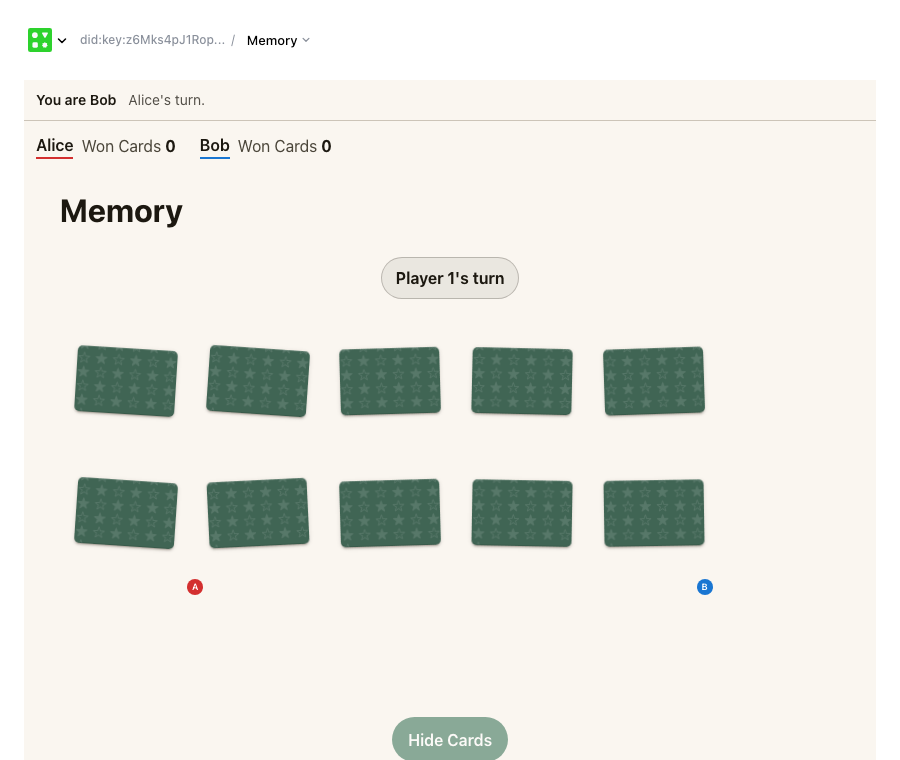 did:key:z6Mks4pJ1Rop... / Memory
You are Bob Alice's turn.
Alice Won Cards 0 Bob Won Cards 0
Memory
Player 1's turn
A B
Hide Cards